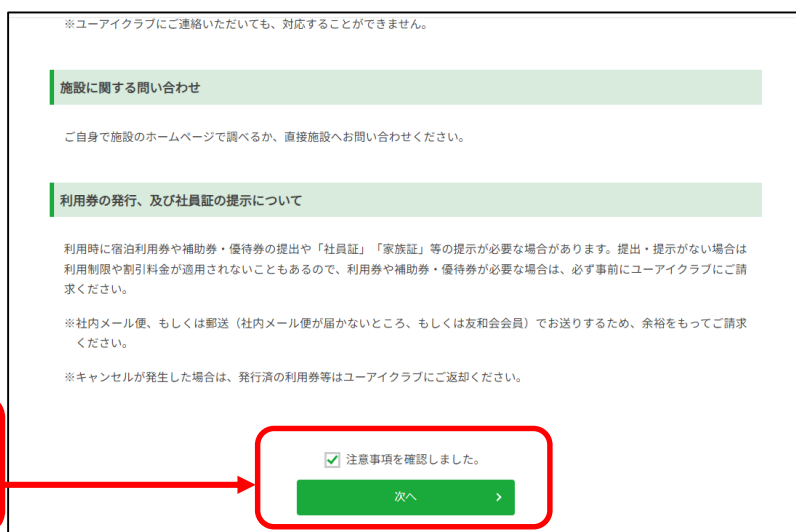 ※ユーアイクラブにご連絡いただいても、対応することができません。
施設に関する問い合わせ
ご自身で施設のホームページで調べるか、直接施設へお問い合わせください。
利用券の発行、及び社員証の提示について
利用時に宿泊利用券や補助券・優待券の提出や「社員証」「家族証」等の提示が必要な場合があります。提出・提示がない場合は
利用制限や割引料金が適用されないこともあるので、利用券や補助券・優待券が必要な場合は、必ず事前にユーアイクラブにご請
求ください。
※社内メール便、もしくは郵送（社内メール便が届かないところ、もしくは友和会会員）でお送りするため、余裕をもってご請求
ください。
※キャンセルが発生した場合は、発行済の利用券等はユーアイクラブにご返却ください。
注意事項を確認しました。
次へ